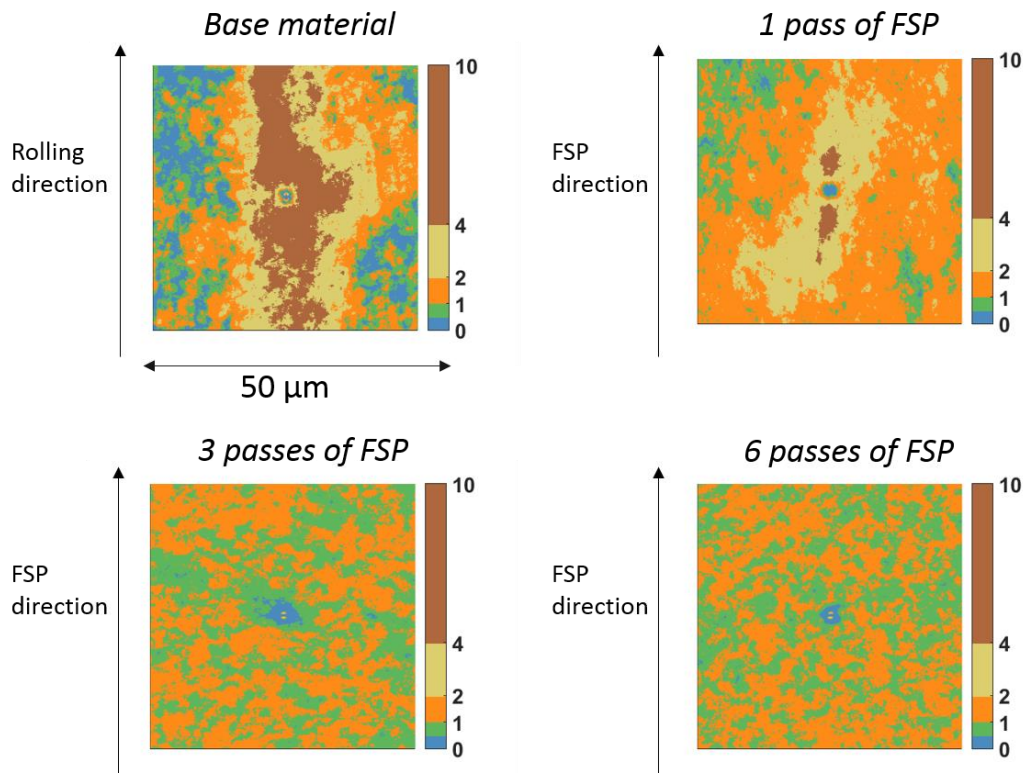 Base material
Rolling
direction
10
4
2
1
0
50 μm
1 pass of FSP
FSP
direction
10
4
2
1
0
3 passes of FSP
FSP
direction
10
4
2
1
0
6 passes of FSP
FSP
direction
10
4
2
1
0